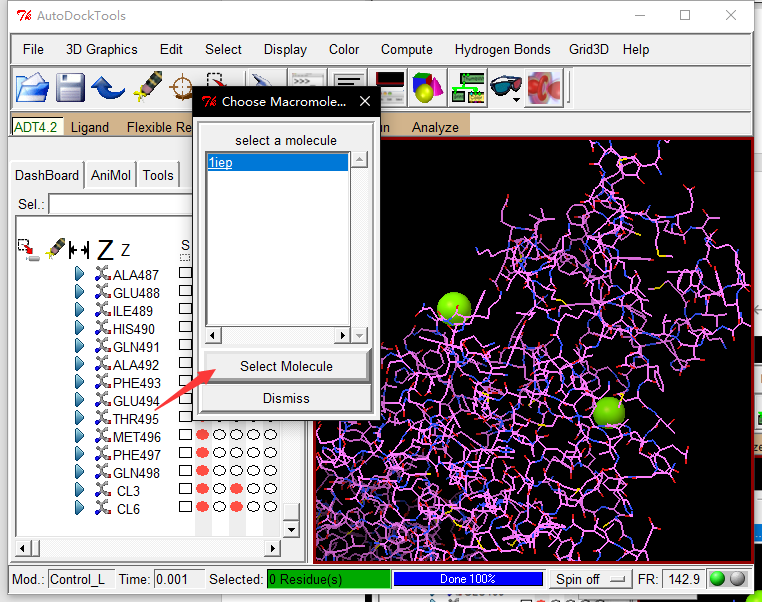 AutoDockTools
File 3D Graphics Edit Select Display Color Compute Hydrogen Bonds Grid3D Help
Choose Macromole...
ADT4.2 Ligand Flexible Re Analyze
select a molecule
1iep
DashBoard AniMol Tools
Sel.:
Z Z S
ALA487
GLU488
ILE489
HIS490
GLN491
ALA492
PHE493
GLU494
THR495
MET496
PHE497
GLN498
CL3
CL6
Select Molecule
Dismiss
Mod.: Control_L Time: 0.001 Selected: 0 Residue(s) Done 100% Spin off FR: 142.9